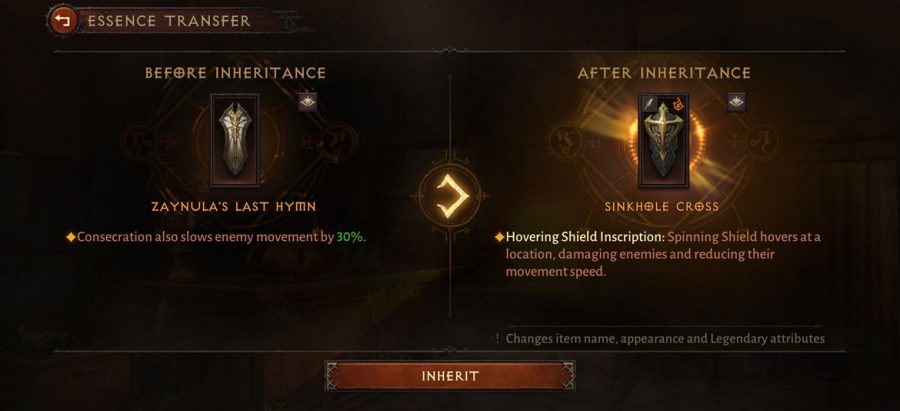 ESSENCE TRANSFER
BEFORE INHERITANCE
ZAYNULA'S LAST HYMN
Consecration also slows enemy movement by 30%.
AFTER INHERITANCE
SINKHOLE CROSS
Hovering Shield Inscription: Spinning Shield hovers at a
location, damaging enemies and reducing their
movement speed.
! Changes item name, appearance and Legendary attributes
INHERIT